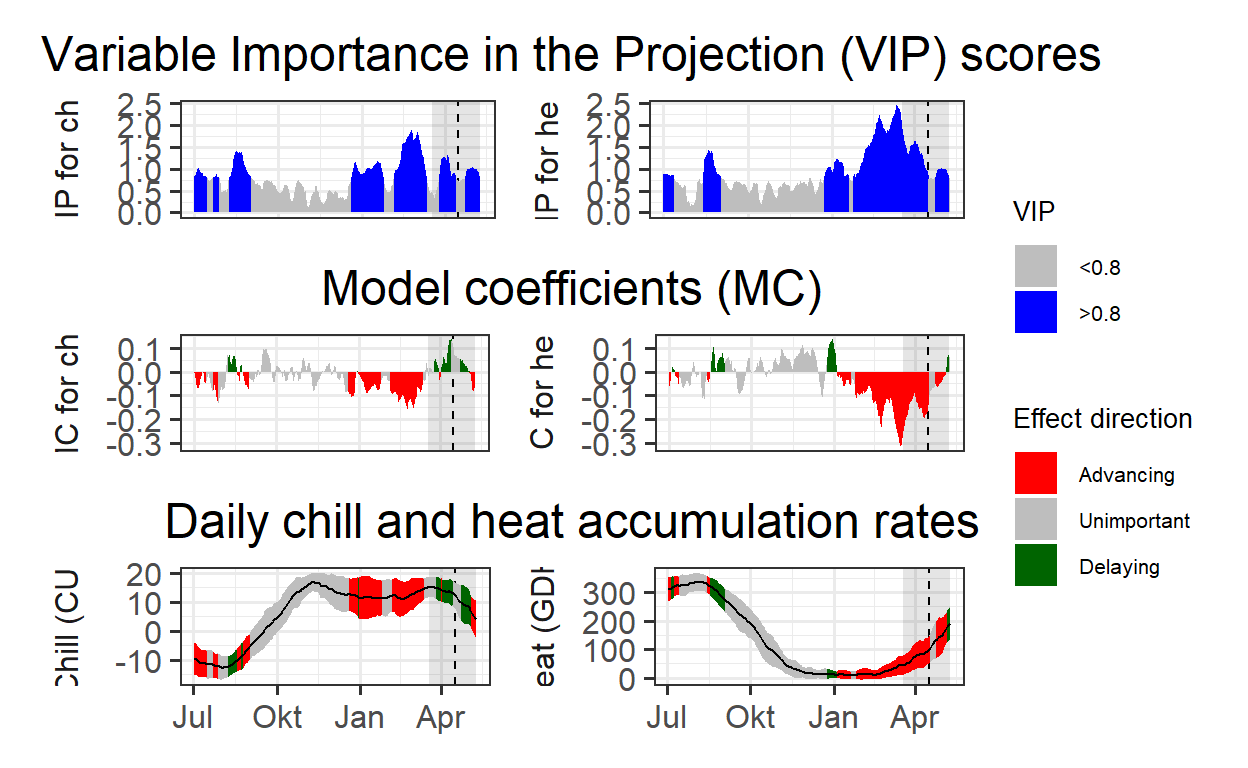 Variable Importance in the Projection (VIP) scores
IP for ch
2.5
2.0
1.5
1.0
0.5
0.0
IP for he
2.5
2.0
1.5
1.0
0.5
0.0
VIP
<0.8
>0.8
Model coefficients (MC)
IC for ch
0.1
0.0
-0.1
-0.2
-0.3
C for he
0.1
0.0
-0.1
-0.2
-0.3
Effect direction
Advancing
Unimportant
Delaying
Daily chill and heat accumulation rates
Chill (CU
20
10
0
-10
Jul Okt Jan Apr
eat (GDH
300
200
100
0
Jul Okt Jan Apr